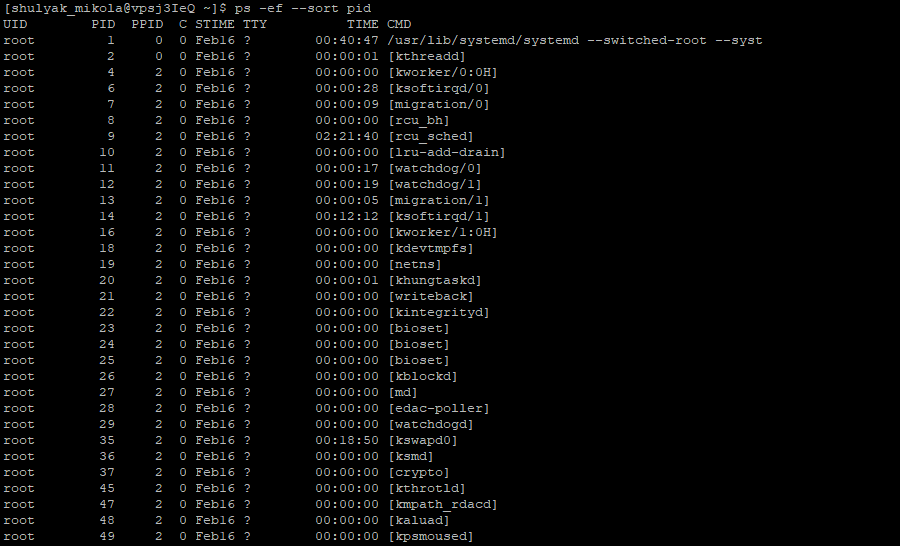 [shulyak_mikola@vpsj3IeQ ~]$ ps -ef --sort pid
UID        PID  PPID  C STIME TTY          TIME CMD
root         1     0  0 Feb16 ?        00:40:47 /usr/lib/systemd/systemd --switched-root --syst
root         2     0  0 Feb16 ?        00:00:01 [kthreadd]
root         4     2  0 Feb16 ?        00:00:00 [kworker/0:0H]
root         6     2  0 Feb16 ?        00:00:28 [ksoftirqd/0]
root         7     2  0 Feb16 ?        00:00:09 [migration/0]
root         8     2  0 Feb16 ?        00:00:00 [rcu_bh]
root         9     2  0 Feb16 ?        02:21:40 [rcu_sched]
root        10     2  0 Feb16 ?        00:00:00 [lru-add-drain]
root        11     2  0 Feb16 ?        00:00:17 [watchdog/0]
root        12     2  0 Feb16 ?        00:00:19 [watchdog/1]
root        13     2  0 Feb16 ?        00:00:05 [migration/1]
root        14     2  0 Feb16 ?        00:12:12 [ksoftirqd/1]
root        16     2  0 Feb16 ?        00:00:00 [kworker/1:0H]
root        18     2  0 Feb16 ?        00:00:00 [kdevtmpfs]
root        19     2  0 Feb16 ?        00:00:00 [netns]
root        20     2  0 Feb16 ?        00:00:01 [khungtaskd]
root        21     2  0 Feb16 ?        00:00:00 [writeback]
root        22     2  0 Feb16 ?        00:00:00 [kintegrityd]
root        23     2  0 Feb16 ?        00:00:00 [bioset]
root        24     2  0 Feb16 ?        00:00:00 [bioset]
root        25     2  0 Feb16 ?        00:00:00 [bioset]
root        26     2  0 Feb16 ?        00:00:00 [kblockd]
root        27     2  0 Feb16 ?        00:00:00 [md]
root        28     2  0 Feb16 ?        00:00:00 [edac-poller]
root        29     2  0 Feb16 ?        00:00:00 [watchdogd]
root        35     2  0 Feb16 ?        00:18:50 [kswapd0]
root        36     2  0 Feb16 ?        00:00:00 [ksmd]
root        37     2  0 Feb16 ?        00:00:00 [crypto]
root        45     2  0 Feb16 ?        00:00:00 [kthrotld]
root        47     2  0 Feb16 ?        00:00:00 [kmpath_rdacd]
root        48     2  0 Feb16 ?        00:00:00 [kaluad]
root        49     2  0 Feb16 ?        00:00:00 [kpsmoused]